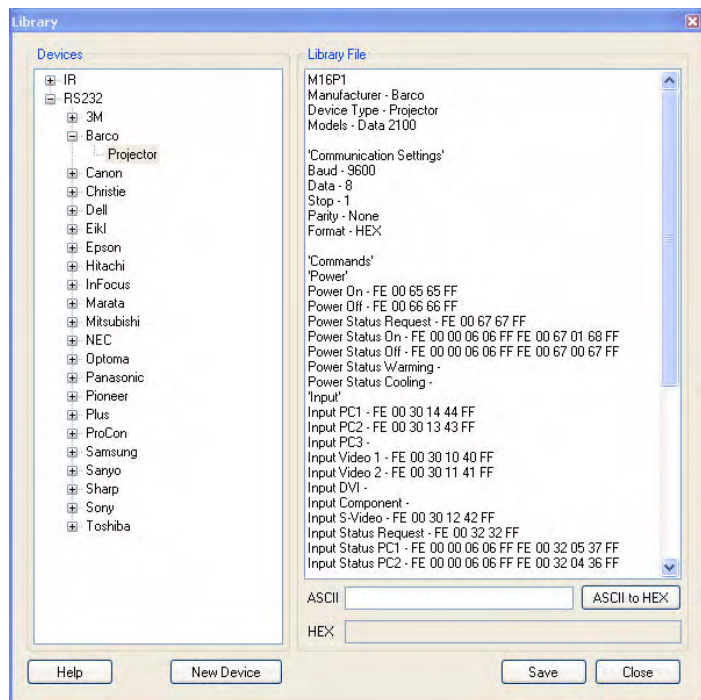 Library
Devices
IR
RS232
3M
Barco
Projector
Canon
Christie
Dell
Eikl
Epson
Hitachi
InFocus
Marata
Mitsubishi
NEC
Optoma
Panasonic
Pioneer
Plus
ProCon
Samsung
Sanyo
Sharp
Sony
Toshiba
Library File
M16P1
Manufacturer - Barco
Device Type - Projector
Models - Data 2100
'Communication Settings'
Baud - 9600
Data - 8
Stop - 1
Parity - None
Format - HEX
'Commands'
'Power'
Power On - FE 00 65 65 FF
Power Off - FE 00 66 66 FF
Power Status Request - FE 00 67 67 FF
Power Status On - FE 00 00 06 06 FF FE 00 67 01 68 FF
Power Status Off - FE 00 00 06 06 FF FE 00 67 00 67 FF
Power Status Warming -
Power Status Cooling -
'Input'
Input PC1 - FE 00 30 14 44 FF
Input PC2 - FE 00 30 13 43 FF
Input PC3 -
Input Video 1 - FE 00 30 10 40 FF
Input Video 2 - FE 00 30 11 41 FF
Input DVI -
Input Component -
Input S-Video - FE 00 30 12 42 FF
Input Status Request - FE 00 32 32 FF
Input Status PC1 - FE 00 00 06 06 FF FE 00 32 05 37 FF
Input Status PC2 - FE 00 00 06 06 FF FE 00 32 04 36 FF
ASCII
ASCII to HEX
HEX
Help
New Device
Save
Close